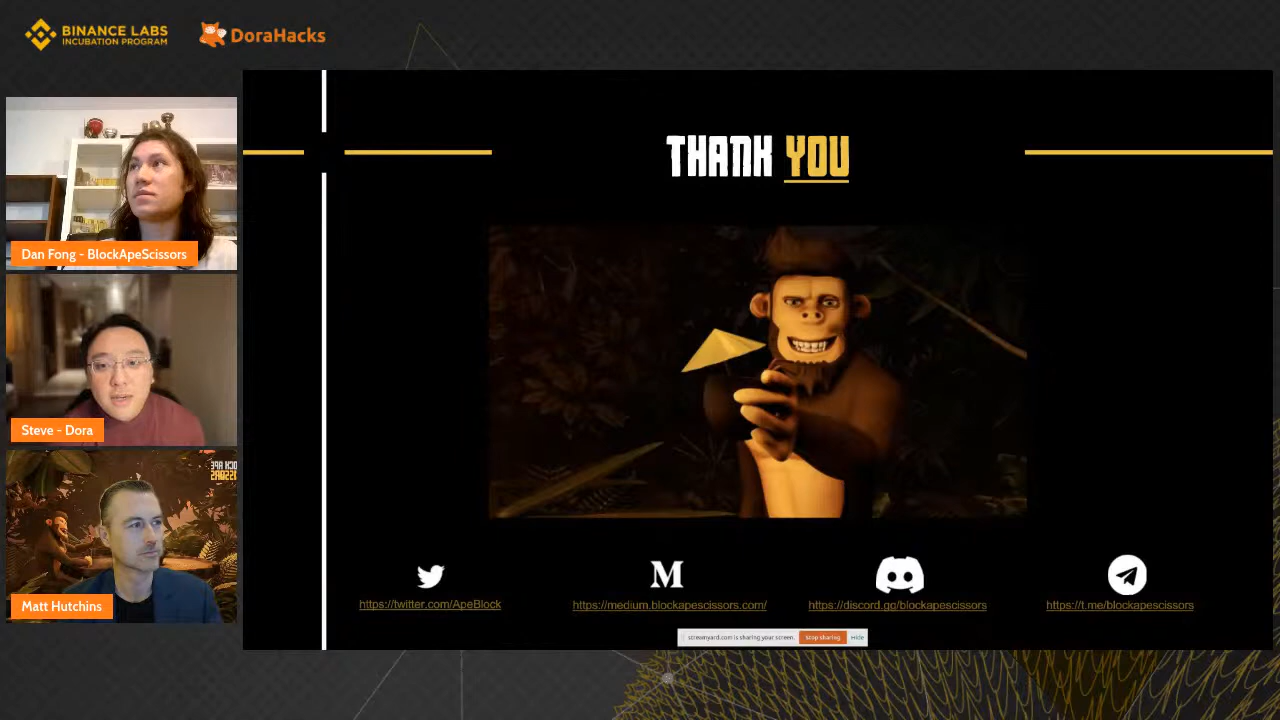 BINANCE LABS
INCUBATION PROGRAM
DoraHacks
THANK YOU
Dan Fong - BlockApeScissors
Steve - Dora
Matt Hutchins
https://twitter.com/ApeBlock
https://medium.blockapescissors.com/
https://discord.gg/blockapescissors
https://t.me/blockapescissors
streamyard.com is sharing your screen.
Stop sharing
Hide